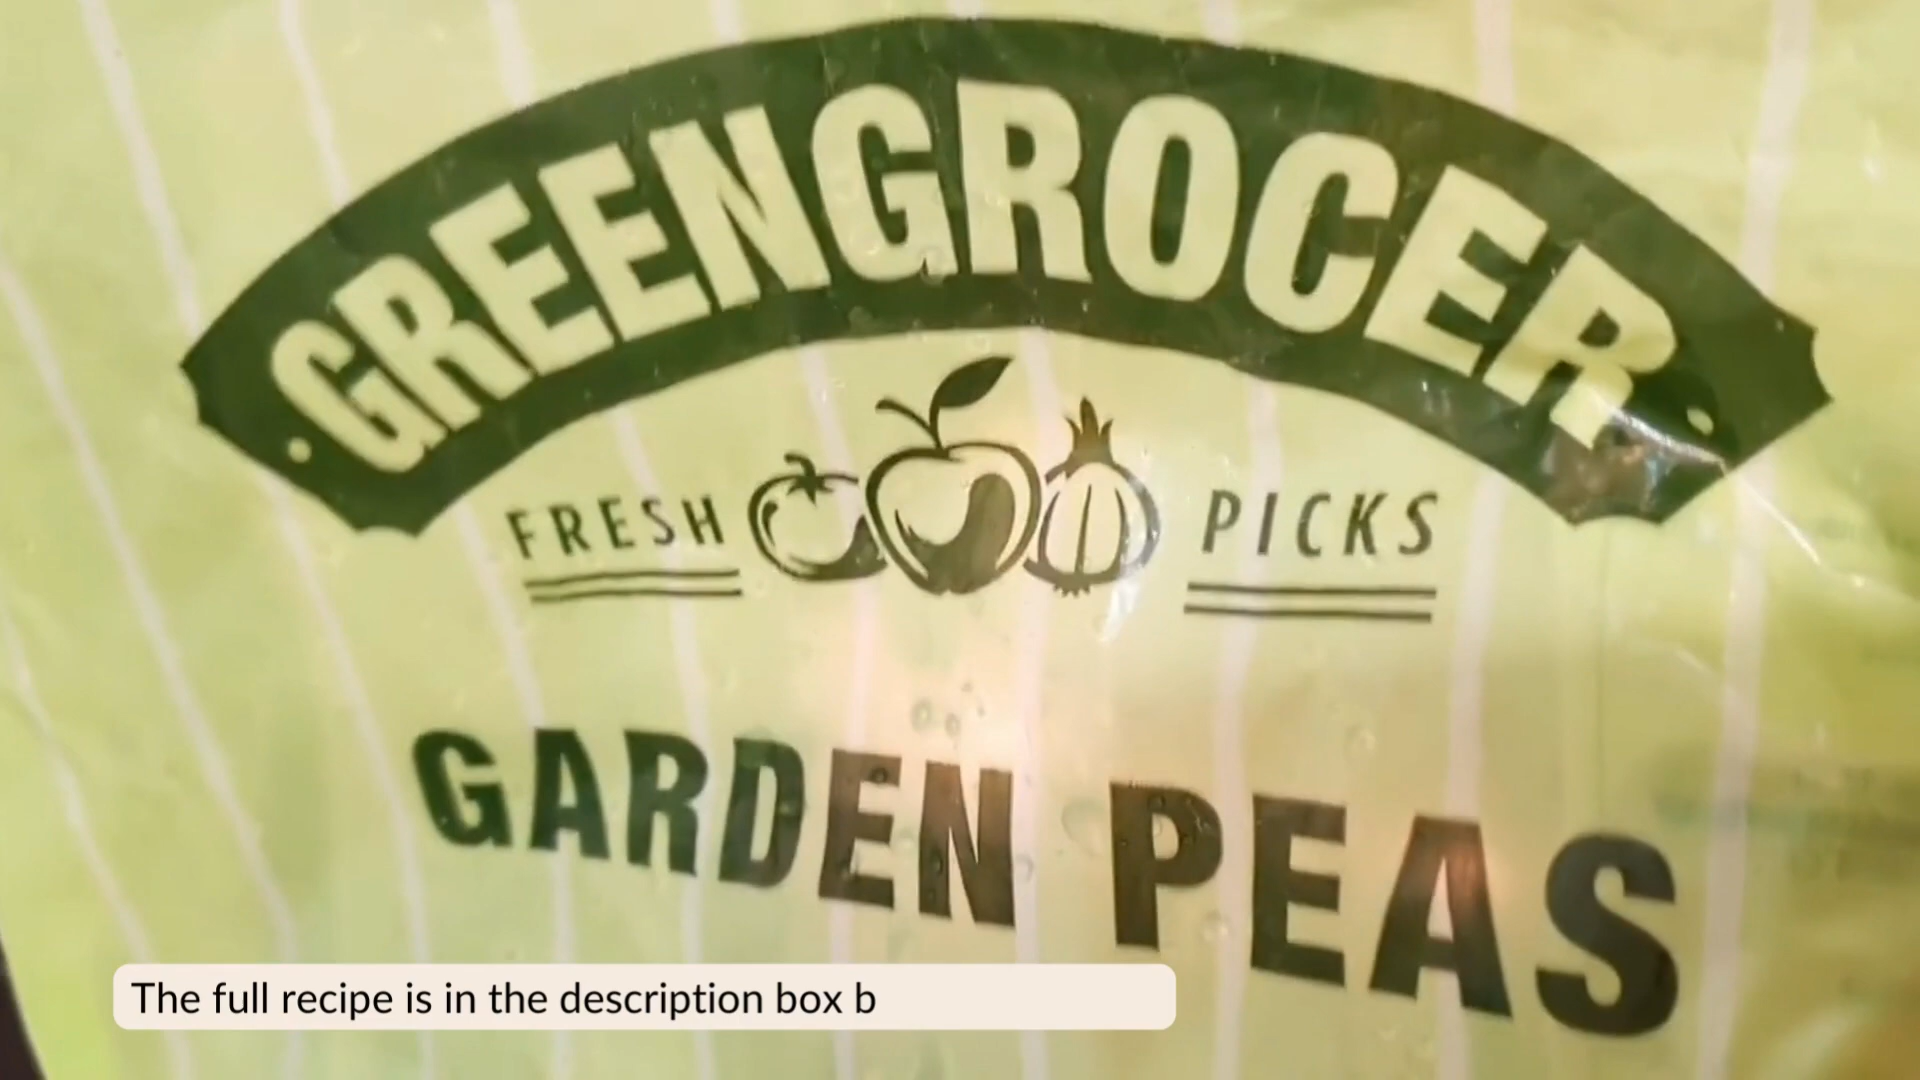 GREENGROCER
FRESH PICKS
GARDEN PEAS
The full recipe is in the description box b